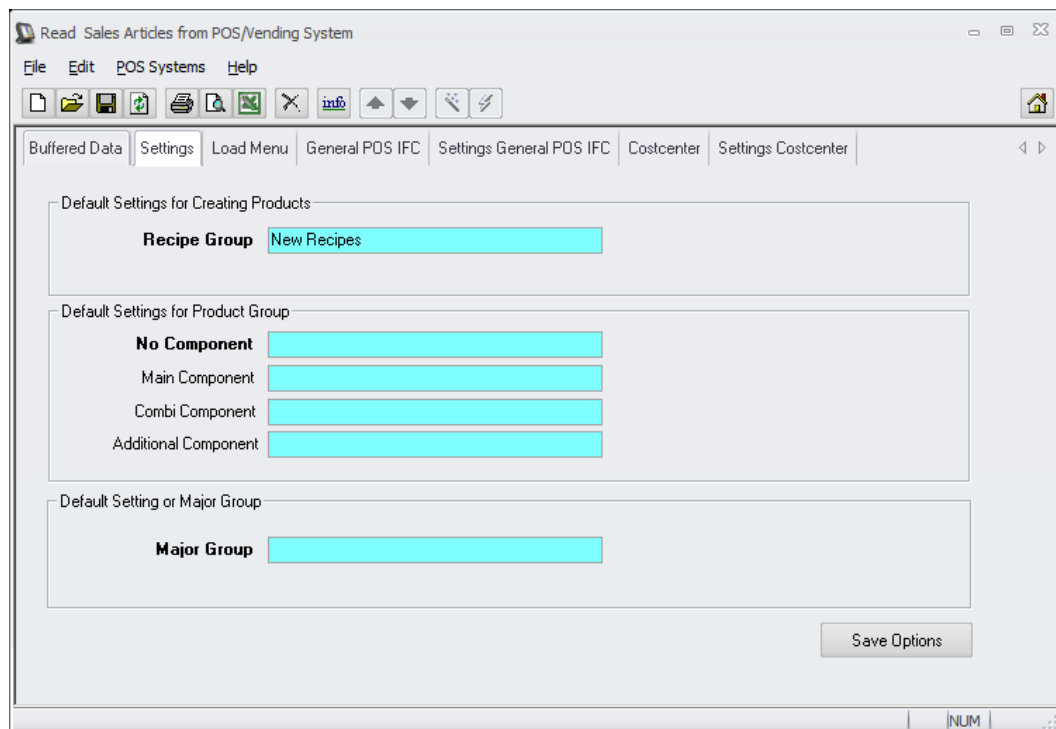 Read Sales Articles from POS/Vending System
File Edit POS Systems Help
info
Buffered Data Settings Load Menu General POS IFC Settings General POS IFC Costcenter Settings Costcenter
Default Settings for Creating Products
Recipe Group New Recipes
Default Settings for Product Group
No Component
Main Component
Combi Component
Additional Component
Default Setting or Major Group
Major Group
Save Options
NUM